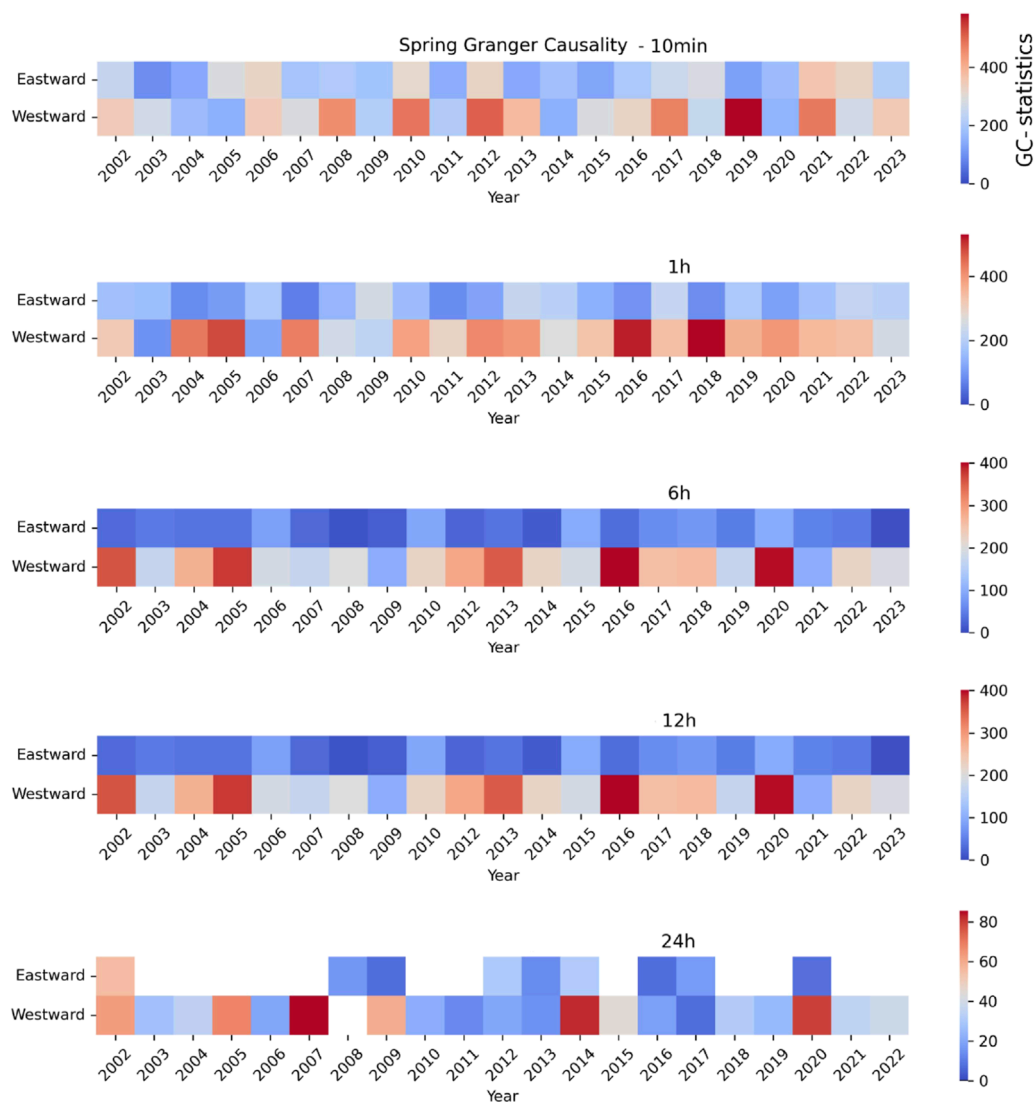 Spring Granger Causality - 10min
Eastward
Westward
2002 2003 2004 2005 2006 2007 2008 2009 2010 2011 2012 2013 2014 2015 2016 2017 2018 2019 2020 2021 2022 2023
Year
400
200
0
GC- statistics
1h
Eastward
Westward
2002 2003 2004 2005 2006 2007 2008 2009 2010 2011 2012 2013 2014 2015 2016 2017 2018 2019 2020 2021 2022 2023
Year
400
200
0
6h
Eastward
Westward
2002 2003 2004 2005 2006 2007 2008 2009 2010 2012 2013 2014 2015 2016 2017 2018 2019 2020 2021 2022 2023
Year
400
300
200
100
0
12h
Eastward
Westward
2002 2003 2004 2005 2006 2007 2008 2009 2010 2012 2013 2014 2015 2016 2017 2018 2019 2020 2021 2022 2023
Year
400
300
200
100
0
24h
Eastward
Westward
2002 2003 2004 2005 2006 2007 2008 2009 2010 2011 2012 2013 2014 2015 2016 2017 2018 2019 2020 2021 2022
Year
80
60
40
20
0